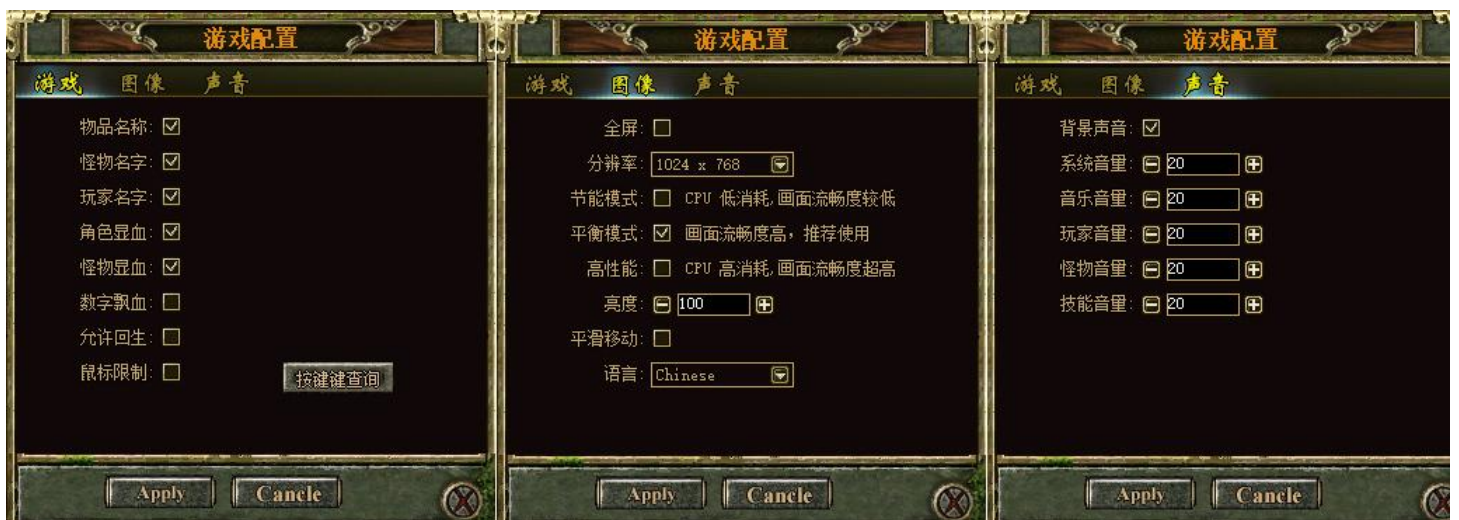 游戏配置
游戏 图像 声音
物品名称:
怪物名字:
玩家名字:
角色显血:
怪物显血:
数字飘血:
允许回生:
鼠标限制:
按键键查询
Apply Cancle
游戏配置
游戏 图像 声音
全屏:
分辨率: 1024 x 768
节能模式: CPU 低消耗,画面流畅度较低
平衡模式: 画面流畅度高，推荐使用
高性能: CPU 高消耗,画面流畅度超高
亮度: 100
平滑移动:
语言: Chinese
Apply Cancle
游戏配置
游戏 图像 声音
背景声音:
系统音量: 20
音乐音量: 20
玩家音量: 20
怪物音量: 20
技能音量: 20
Apply Cancle